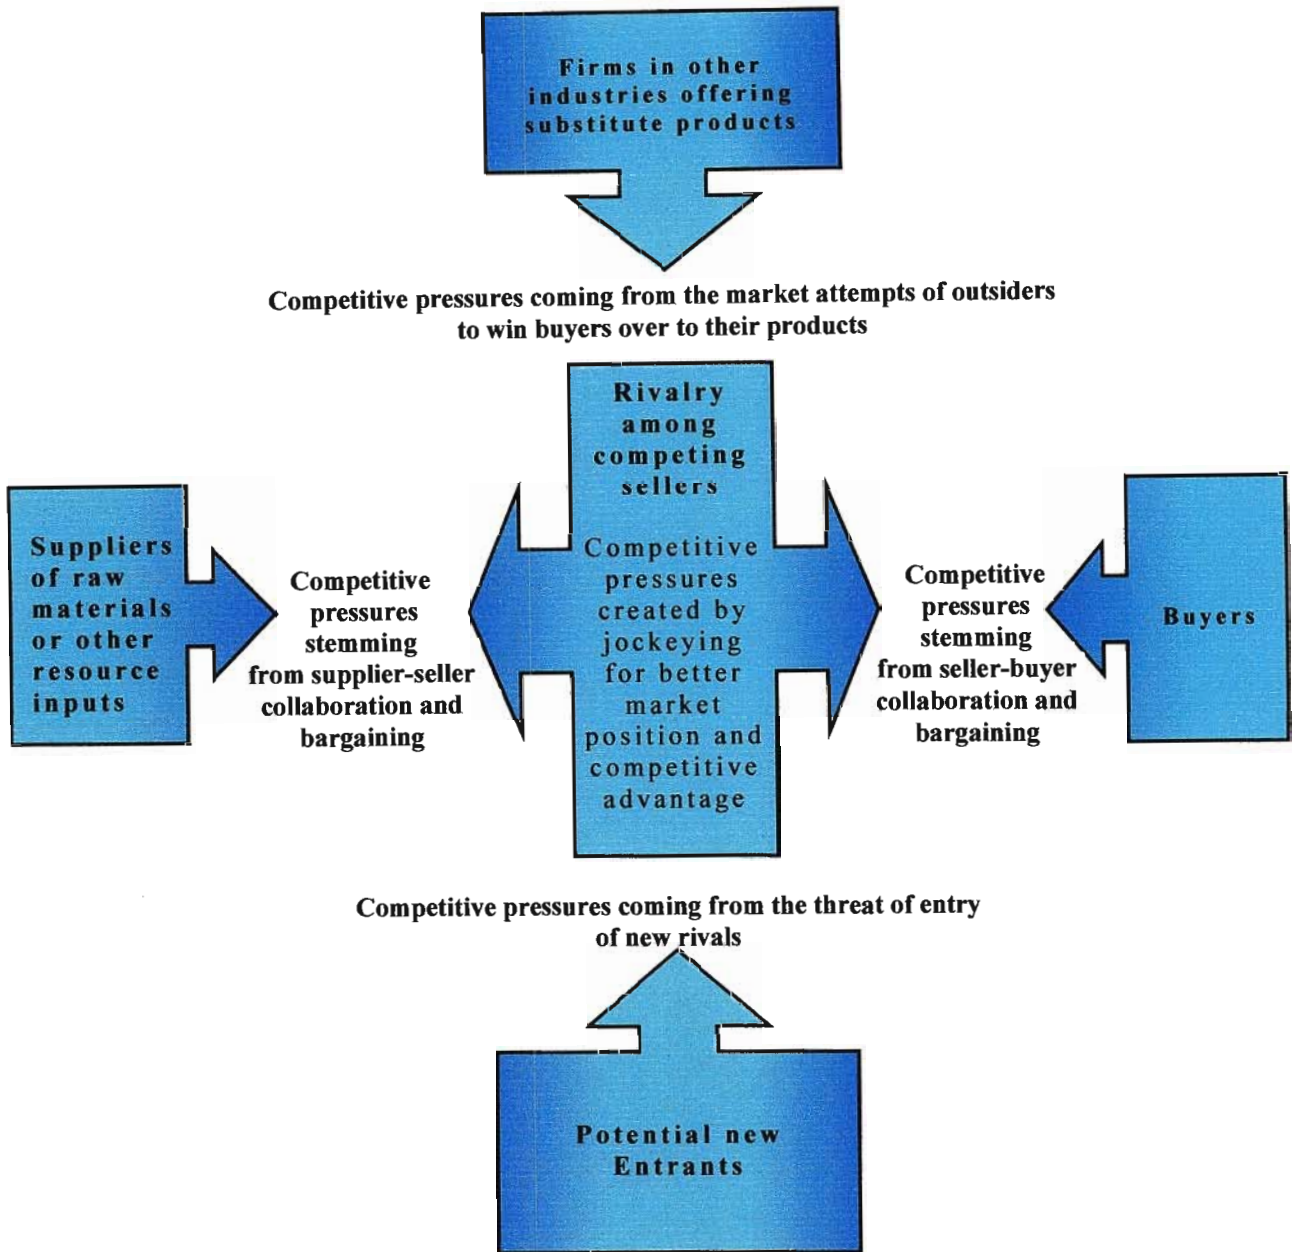 Firms in other
industries offering
substitute products
Competitive pressures coming from the market attempts of outsiders
to win buyers over to their products
Rivalry
among
competing
sellers
Competitive
pressures
created by
jockeying
for better
market
position and
competitive
advantage
Suppliers
of raw
materials
or other
resource
inputs
Competitive
pressures
stemming
from supplier-seller
collaboration and
bargaining
Competitive
pressures
stemming
from seller-buyer
collaboration and
bargaining
Buyers
Competitive pressures coming from the threat of entry
of new rivals
Potential new
Entrants